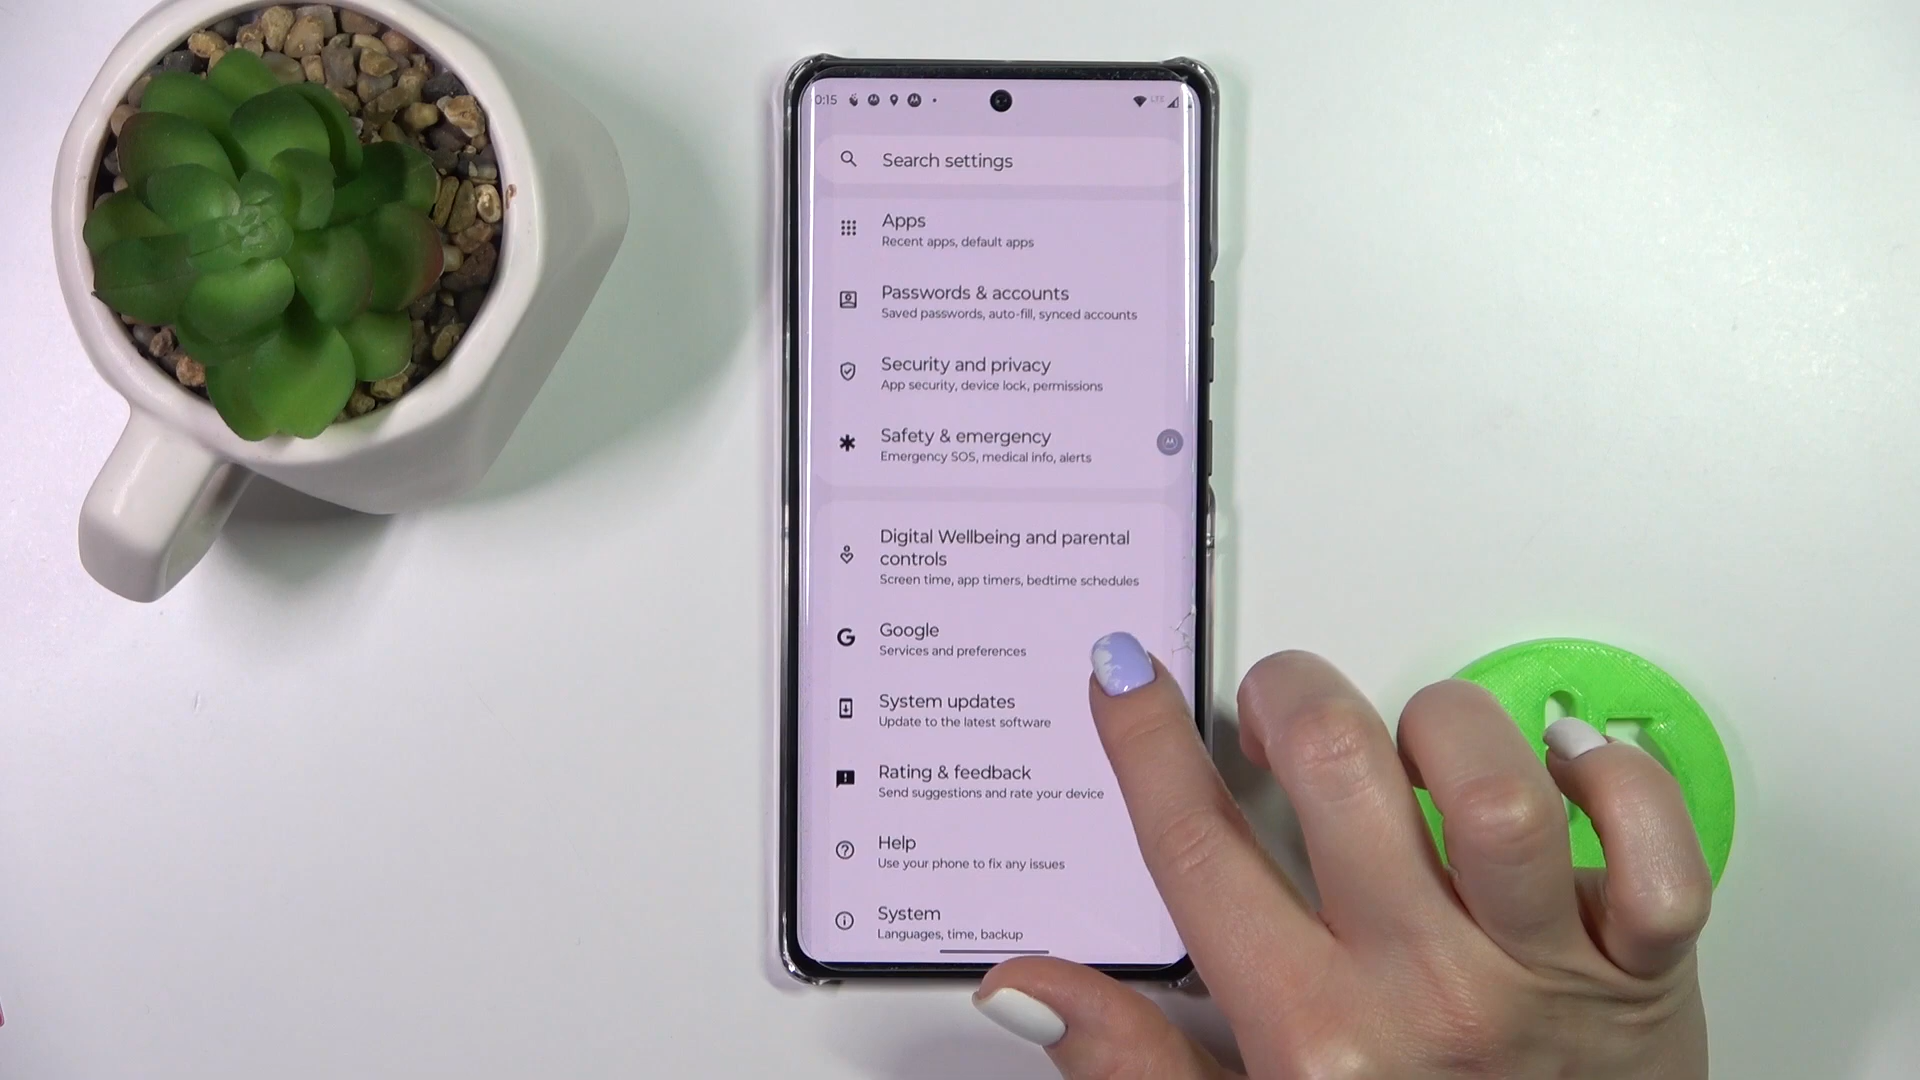 0:15 LTE
Search settings
Apps
Recent apps, default apps
Passwords & accounts
Saved passwords, auto-fill, synced accounts
Security and privacy
App security, device lock, permissions
Safety & emergency
Emergency SOS, medical info, alerts
Digital Wellbeing and parental
controls
Screen time, app timers, bedtime schedules
Google
Services and preferences
System updates
Update to the latest software
Rating & feedback
Send suggestions and rate your device
Help
Use your phone to fix any issues
System
Languages, time, backup